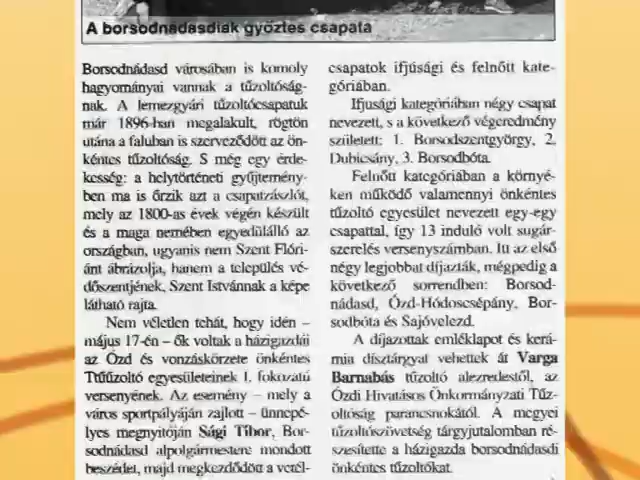 A borsodnádasdiak győztes csapata
Borsodnádasd városában is komoly
hagyományai vannak a tűzoltóság-
nak. A lemezgyári tűzoltócsapatuk
már 1896-ban megalakult, rögtön
utána a faluban is szerveződött az ön-
kéntes tűzoltóság. S még egy érde-
kesség: a helytörténeti gyűjtemény-
ben ma is őrzik azt a csapatzászlót,
mely az 1800-as évek végén készült
és a maga nemében egyedülálló az
országban, ugyanis nem Szent Flóri-
ánt ábrázolja, hanem a település vé-
dőszentjének, Szent Istvánnak a képe
látható rajta.
Nem véletlen tehát, hogy idén –
május 17-én – ők voltak a házigazdái
az Ózd és vonzáskörzete önkéntes
Ttűűzoltó egyesületeinek I. fokozatú
versenyének. Az esemény – mely a
város sportpályáján zajlott – ünnepé-
lyes megnyitóján Sági Tibor, Bor-
sodnádasd alpolgármestere mondott
beszédet, majd megkezdődött a vetél-
csapatok ifjúsági és felnőtt kate-
góriában.
Ifjúsági kategóriában négy csapat
nevezett, s a következő végeredmény
született: 1. Borsodszentgyörgy, 2.
Dubicsány, 3. Borsodbóta.
Felnőtt kategóriában a környé-
ken működő valamennyi önkéntes
tűzoltó egyesület nevezett egy-egy
csapattal, így 13 induló volt sugár-
szerelés versenyszámban. Itt az első
négy legjobbat díjazták, mégpedig a
következő sorrendben: Borsod-
nádasd, Ózd-Hódoscsépány, Bor-
sodbóta és Sajóvelezd.
A díjazottak emléklapot és kerá-
mia dísztárgyat vehettek át Varga
Barnabás tűzoltó alezredestől, az
Ózdi Hivatásos Önkormányzati Tűz-
oltóság parancsnokától. A megyei
tűzoltószövetség tárgyjutalomban ré-
szesítette a házigazda borsodnádasdi
önkéntes tűzoltókat.